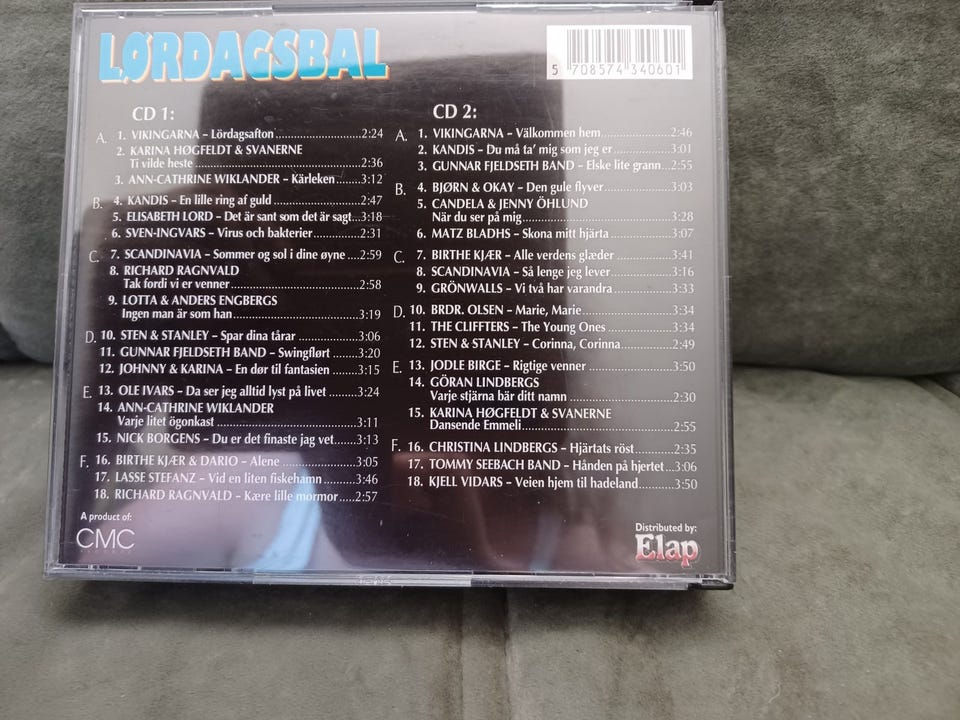 LØRDAGSBAL
5 708574 340601
CD 1:
A. 1. VIKINGARNA – Lördagsafton...2:24
2. KARINA HØGFELDT & SVANERNE
Ti vilde heste...2:36
3. ANN-CATHRINE WIKLANDER – Kärleken...3:12
B. 4. KANDIS – En lille ring af guld...2:47
5. ELISABETH LORD – Det är sant som det är sagt...3:18
6. SVEN-INGVARS – Virus och bakterier...2:31
C. 7. SCANDINAVIA – Sommer og sol i dine øyne...2:59
8. RICHARD RAGNVALD
Tak fordi vi er venner...2:58
9. LOTTA & ANDERS ENGBERGS
Ingen man är som han...3:19
D. 10. STEN & STANLEY – Spar dina tårar...3:06
11. GUNNAR FJELDSETH BAND – Swingflørt...3:20
12. JOHNNY & KARINA – En dør til fantasien...3:15
E. 13. OLE IVARS – Da ser jeg alltid lyst på livet...3:24
14. ANN-CATHRINE WIKLANDER
Varje litet ögonkast...3:11
15. NICK BORGENS – Du er det finaste jag vet...3:13
F. 16. BIRTHE KJÆR & DARIO – Alene...3:05
17. LASSE STEFANZ – Vid en liten fiskehamn...3:46
18. RICHARD RAGNVALD – Kære lille mormor...2:57
A product of:
CMC
CD 2:
A. 1. VIKINGARNA – Välkommen hem...2:46
2. KANDIS – Du må ta' mig som jeg er...3:01
3. GUNNAR FJELDSETH BAND – Elske lite grann...2:55
B. 4. BJØRN & OKAY – Den gule flyver...3:03
5. CANDELA & JENNY ÖHLUND
När du ser på mig...3:28
6. MATZ BLADHS – Skona mitt hjärta...3:07
C. 7. BIRTHE KJÆR – Alle verdens glæder...3:41
8. SCANDINAVIA – Så lenge jeg lever...3:16
9. GRÖNWALLS – Vi två har varandra...3:33
D. 10. BRDR. OLSEN – Marie, Marie...3:34
11. THE CLIFFTERS – The Young Ones...3:34
12. STEN & STANLEY – Corinna, Corinna...2:49
E. 13. JODLE BIRGE – Rigtige venner...3:50
14. GÖRAN LINDBERGS
Varje stjärna bär ditt namn...2:30
15. KARINA HØGFELDT & SVANERNE
Dansende Emmeli...2:55
F. 16. CHRISTINA LINDBERGS – Hjärtats röst...2:35
17. TOMMY SEEBACH BAND – Hånden på hjertet...3:06
18. KJELL VIDARS – Veien hjem til hadeland...3:50
Distributed by:
Elap